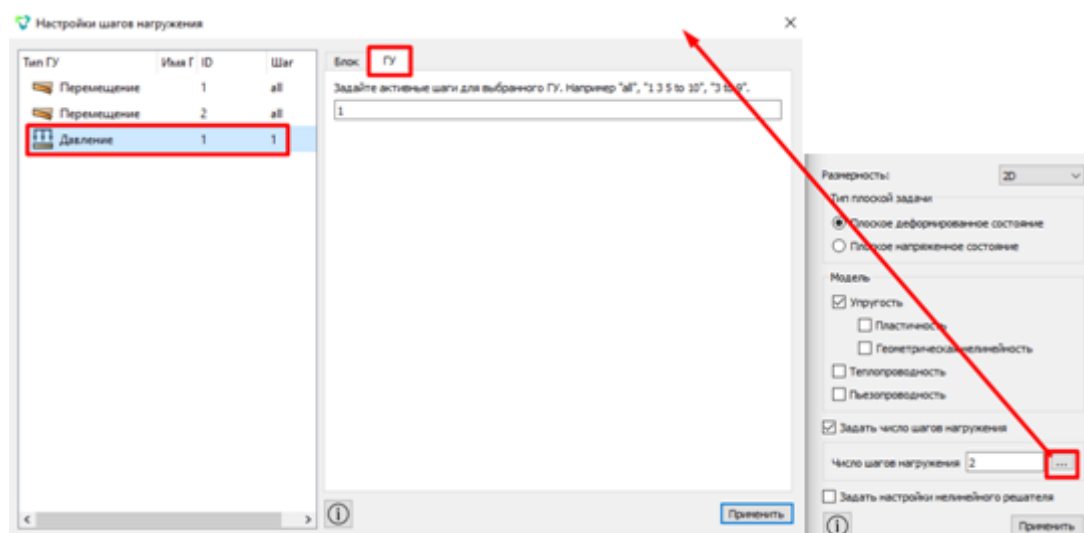 Настройки шагов нагружения
Тип ГУ Имя Г ID Шаг
Перемещение 1 all
Перемещение 2 all
Давление 1 1
Блок ГУ
Задайте активные шаги для выбранного ГУ. Например "all", "1 3 5 to 10", "3 to 9".
1
Применить
Размерность: 2D
Тип плоской задачи
Плоское деформированное состояние
Плоское напряженное состояние
Модель
Упругость
Пластичность
Геометрическая нелинейность
Теплопроводность
Пьезопроводность
Задать число шагов нагружения
Число шагов нагружения 2 ...
Задать настройки нелинейного решателя
Применить